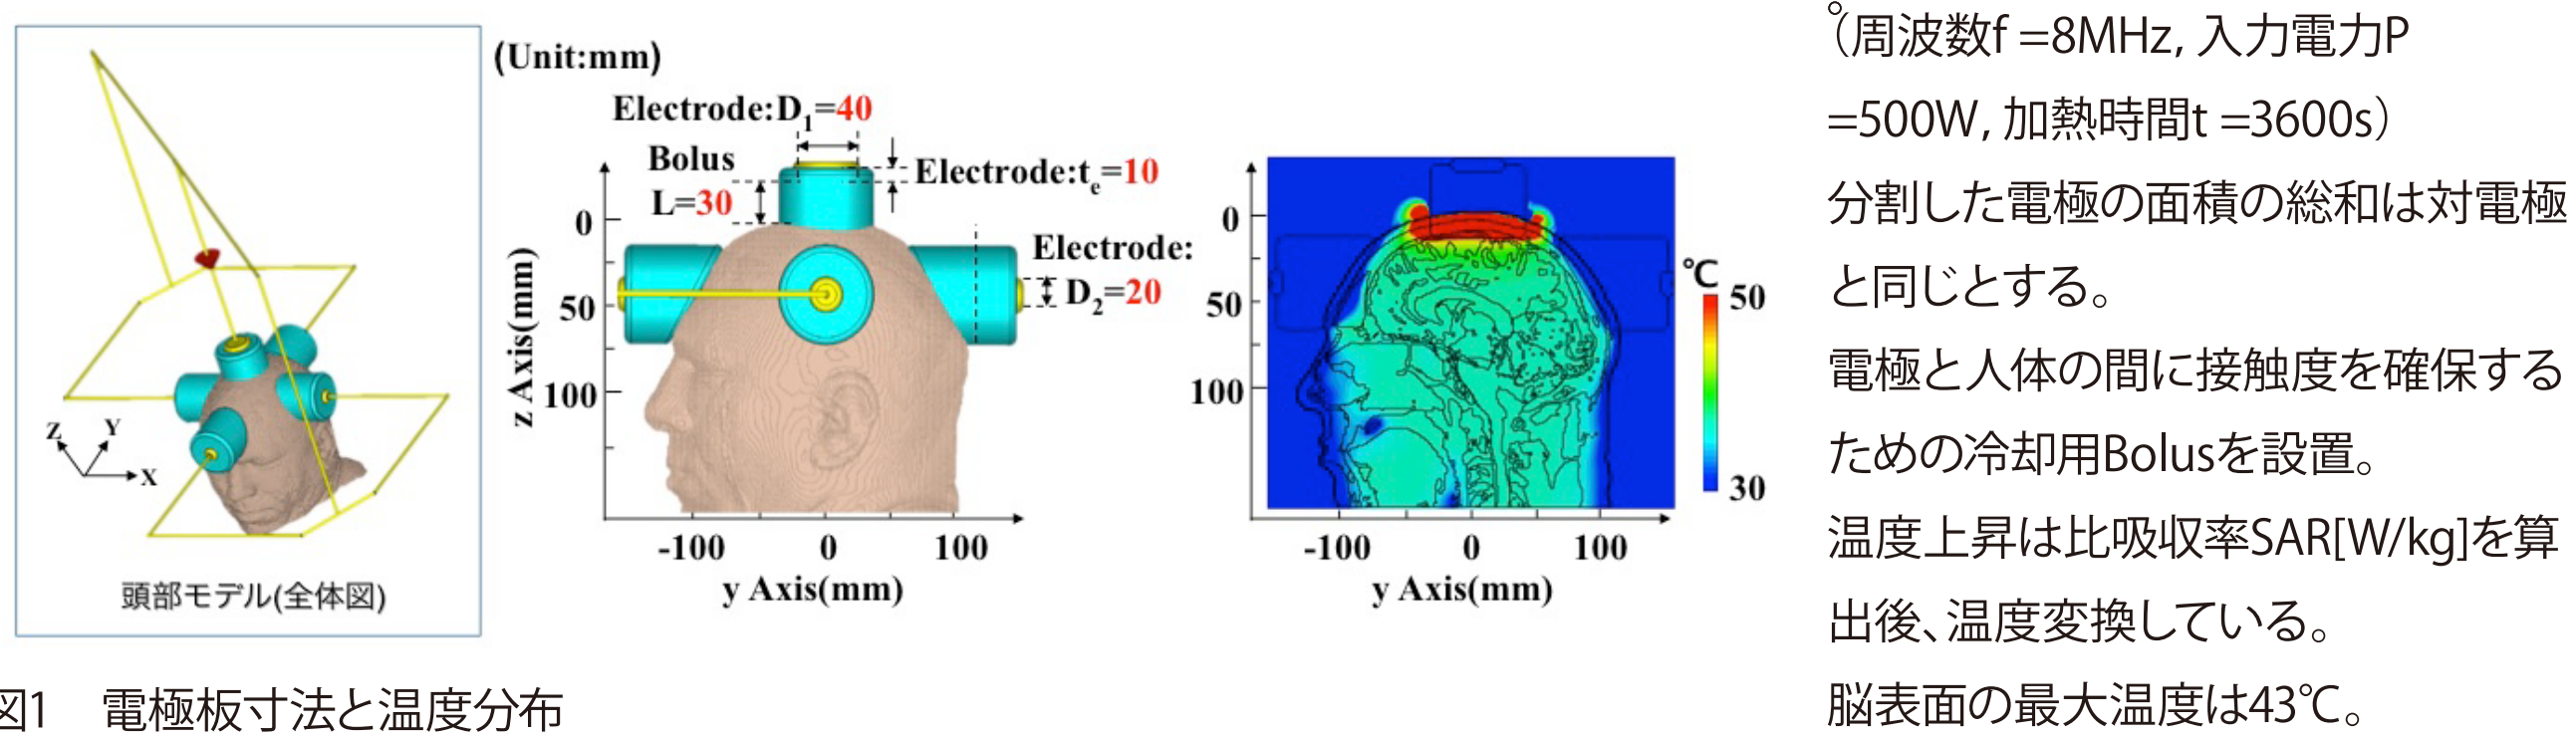 (Unit:mm)
Electrode:D1=40
Bolus
L=30
Electrode:te=10
Electrode:
D2=20
0
50
100
z Axis(mm)
-100 0 100
y Axis(mm)
Z Y X
頭部モデル(全体図)
0
50
100
-100 0 100
y Axis(mm)
℃
50
30
図1 電極板寸法と温度分布
。
(周波数f =8MHz, 入力電力P
=500W, 加熱時間t =3600s)
分割した電極の面積の総和は対電極
と同じとする。
電極と人体の間に接触度を確保する
ための冷却用Bolusを設置。
温度上昇は比吸収率SAR[W/kg]を算
出後、温度変換している。
脳表面の最大温度は43℃。